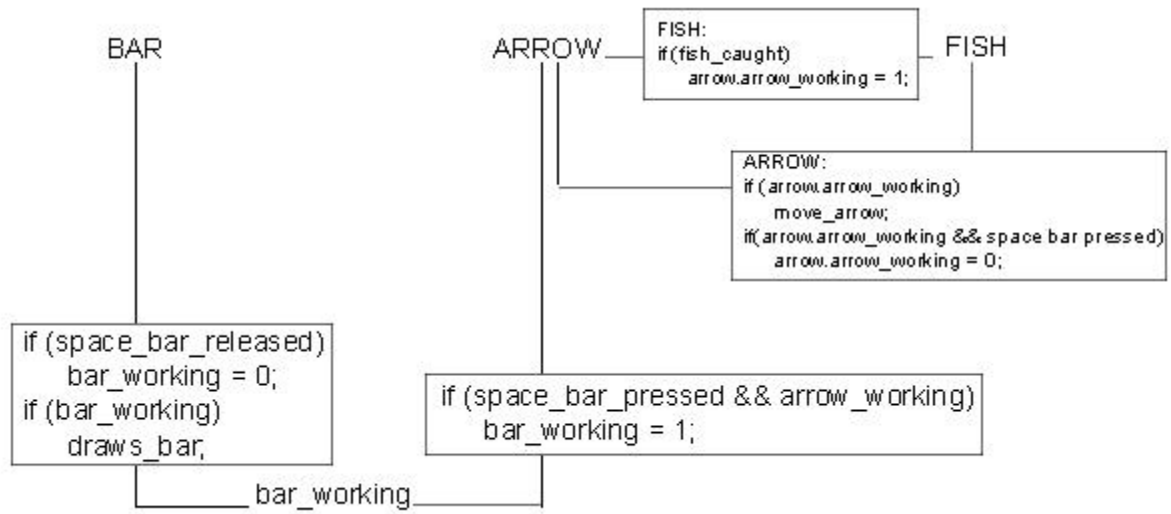 BAR
ARROW
FISH:
if(fish_caught)
arrow.arrow_working = 1;
FISH
ARROW:
if (arrow.arrow_working)
move_arrow;
if(arrow.arrow_working && space bar pressed)
arrow.arrow_working = 0;
if (space_bar_released)
bar_working = 0;
if (bar_working)
draws_bar;
if (space_bar_pressed && arrow_working)
bar_working = 1;
bar_working